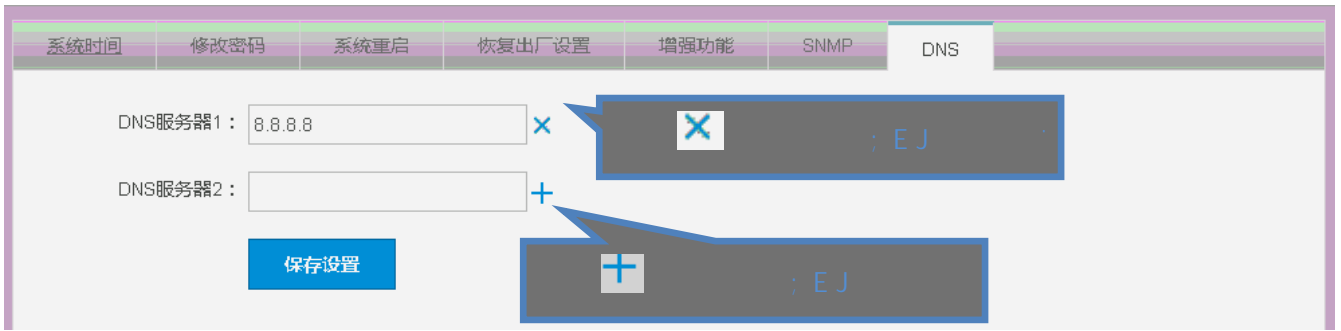 系统时间 修改密码 系统重启 恢复出厂设置 增强功能 SNMP DNS
DNS服务器1： 8.8.8.8
; E J
DNS服务器2：
保存设置
; E J